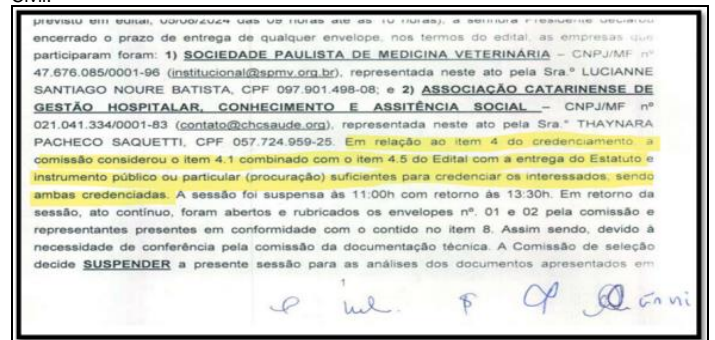 previsto em edital, 05/08/2024 das 09 horas até as 10 horas), a senhora Presidente declarou
encerrado o prazo de entrega de qualquer envelope, nos termos do edital, as empresas que
participaram foram: 1) SOCIEDADE PAULISTA DE MEDICINA VETERINÁRIA – CNPJ/MF nº
47.676.085/0001-96 (institucional@spmv.org.br), representada neste ato pela Sra.ª LUCIANNE
SANTIAGO NOURE BATISTA, CPF 097.901.498-08; e 2) ASSOCIAÇÃO CATARINENSE DE
GESTÃO HOSPITALAR, CONHECIMENTO E ASSITÊNCIA SOCIAL – CNPJ/MF nº
021.041.334/0001-83 (contato@chcsaude.org), representada neste ato pela Sra.ª THAYNARA
PACHECO SAQUETTI, CPF 057.724.959-25. Em relação ao item 4 do credenciamento, a
comissão considerou o item 4.1 combinado com o item 4.5 do Edital com a entrega do Estatuto e
instrumento público ou particular (procuração) suficientes para credenciar os interessados, sendo
ambas credenciadas. A sessão foi suspensa às 11:00h com retorno às 13:30h. Em retorno da
sessão, ato contínuo, foram abertos e rubricados os envelopes nº. 01 e 02 pela comissão e
representantes presentes em conformidade com o contido no item 8. Assim sendo, devido à
necessidade de conferência pela comissão da documentação técnica. A Comissão de seleção
decide SUSPENDER a presente sessão para as análises dos documentos apresentados em
1